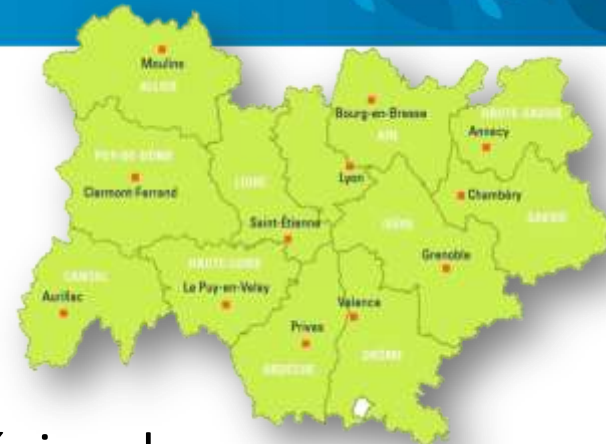 Moulins
ALLIER
Bourg-en-Bresse
AIN
HAUTE-SAVOIE
Annecy
PUY-DE-DÔME
Clermont Ferrand
LOIRE
Lyon
Chambéry
SAVOIE
Saint-Étienne
ISÈRE
Grenoble
CANTAL
HAUTE-LOIRE
Aurillac
Le Puy-en-Velay
Valence
Privas
ARDÈCHE
DRÔME